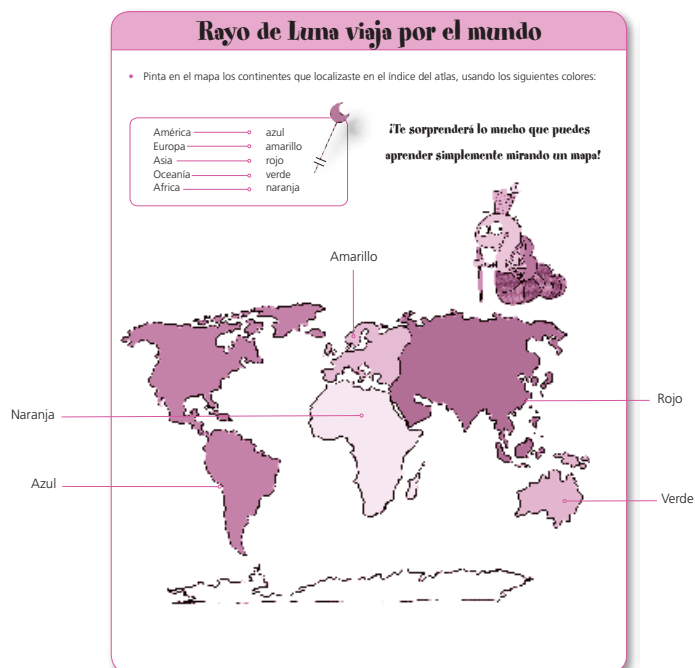 Rayo de Luna viaja por el mundo
• Pinta en el mapa los continentes que localizaste en el índice del atlas, usando los siguientes colores:
América azul
Europa amarillo
Asia rojo
Oceanía verde
Africa naranja
¡Te sorprenderá lo mucho que puedes
aprender simplemente mirando un mapa!
Amarillo
Rojo
Naranja
Azul
Verde